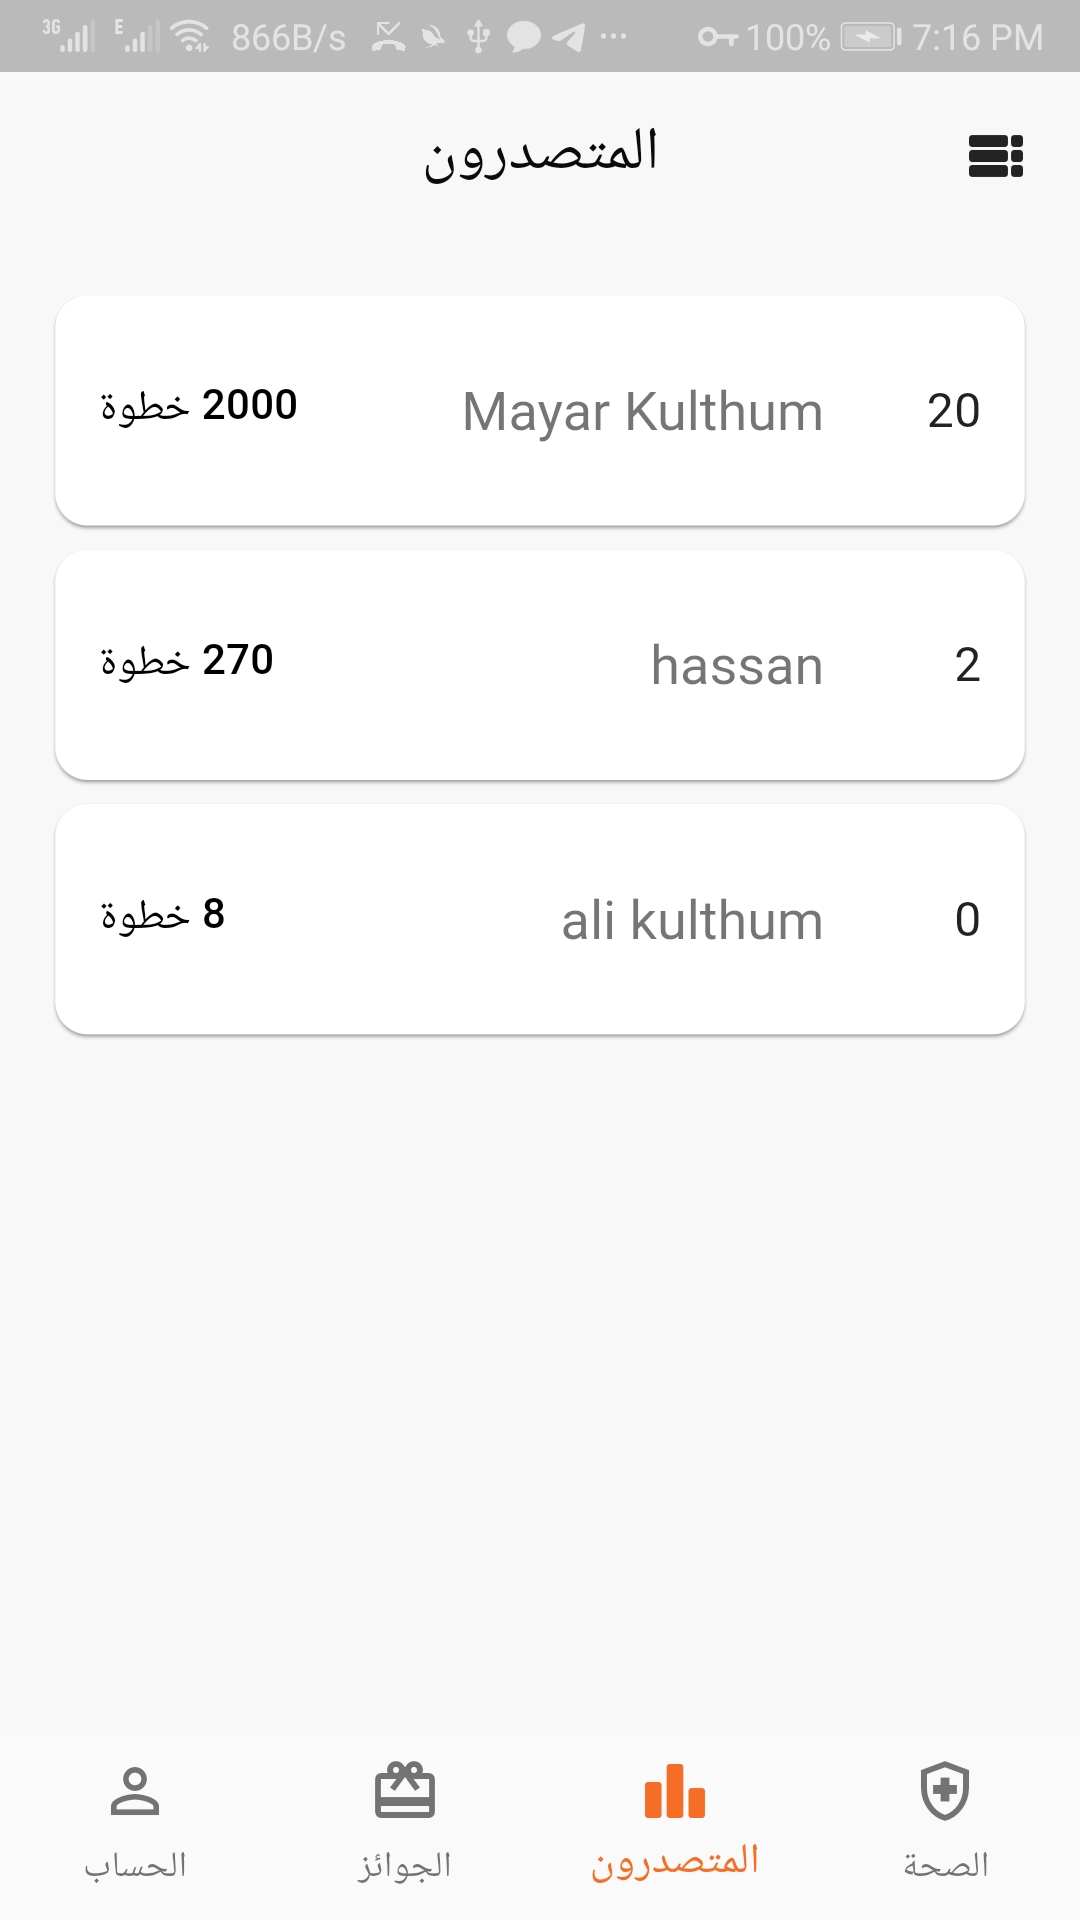 3G E 866B/s 100% 7:16 PM
المتصدرون
20 Mayar Kulthum 2000 خطوة
2 hassan 270 خطوة
0 ali kulthum 8 خطوة
الصحة المتصدرون الجوائز الحساب